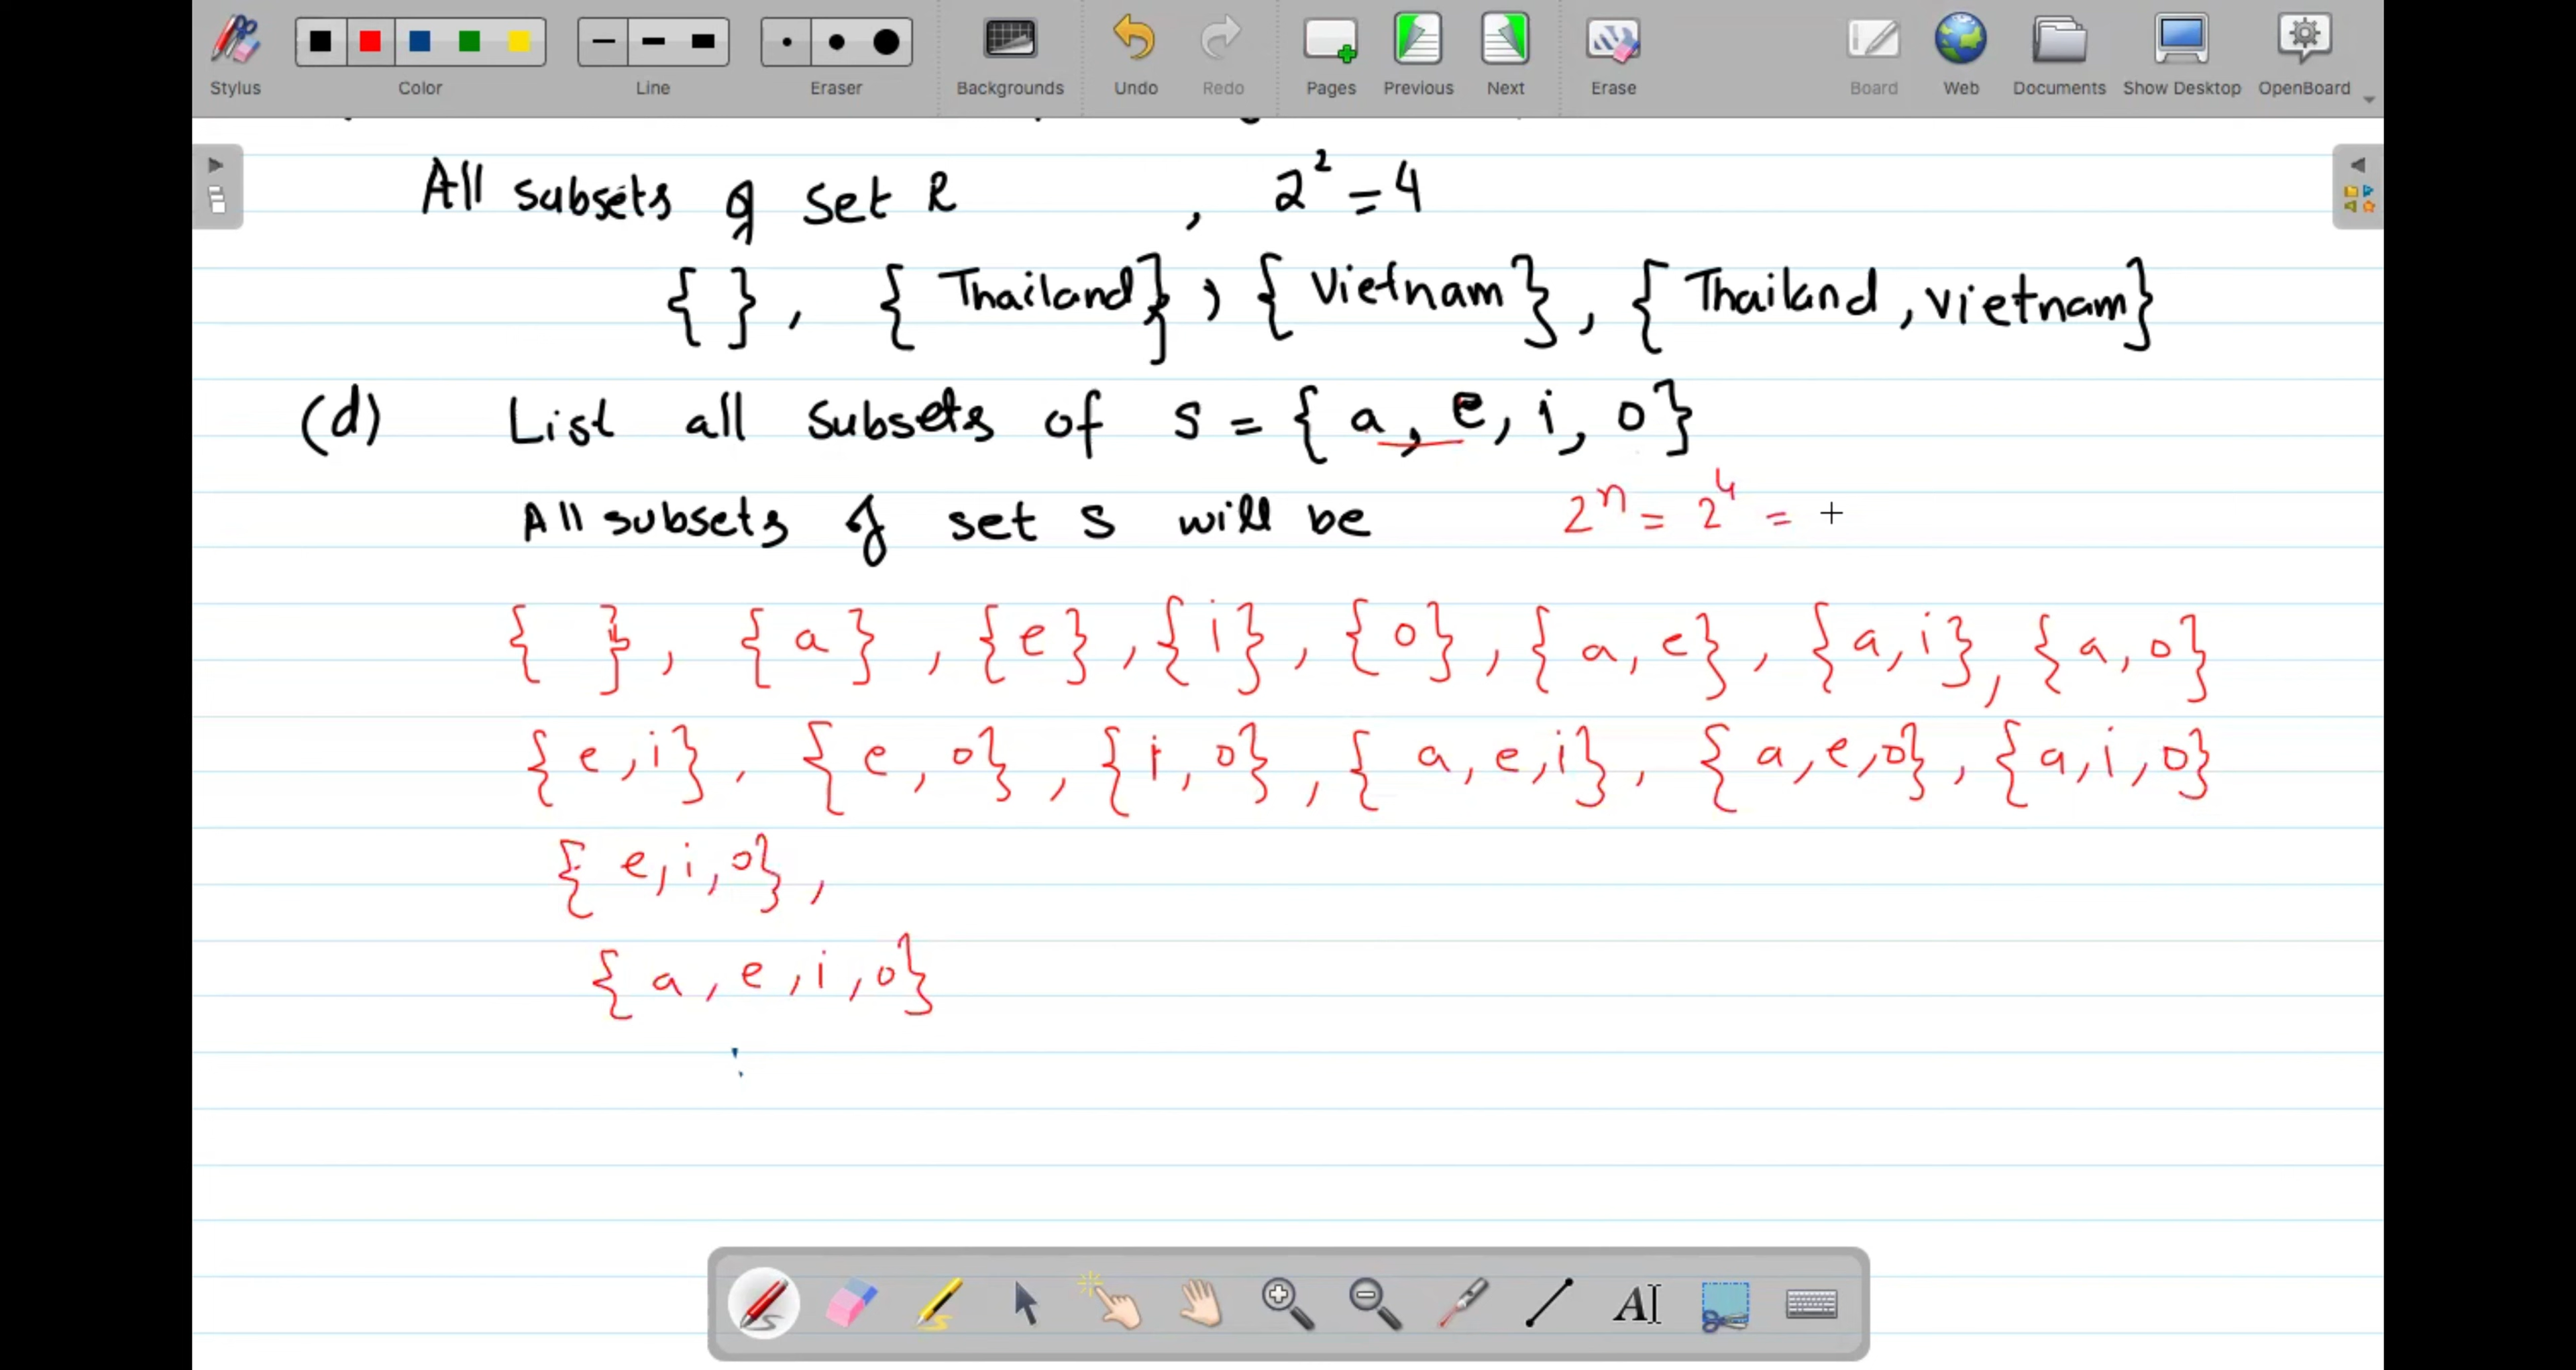 Stylus Color Line Eraser Backgrounds Undo Redo Pages Previous Next Erase Board Web Documents Show Desktop OpenBoard
All subsets of set R , 2² = 4
{ }, { Thailand }, { Vietnam }, { Thailand, Vietnam }
(d) List all subsets of S = { a, e, i, o }
All subsets of set S will be 2ⁿ = 2⁴ =
{ }, { a }, { e }, { i }, { o }, { a, e }, { a, i }, { a, o }
{ e, i }, { e, o }, { i, o }, { a, e, i }, { a, e, o }, { a, i, o }
{ e, i, o },
{ a, e, i, o }